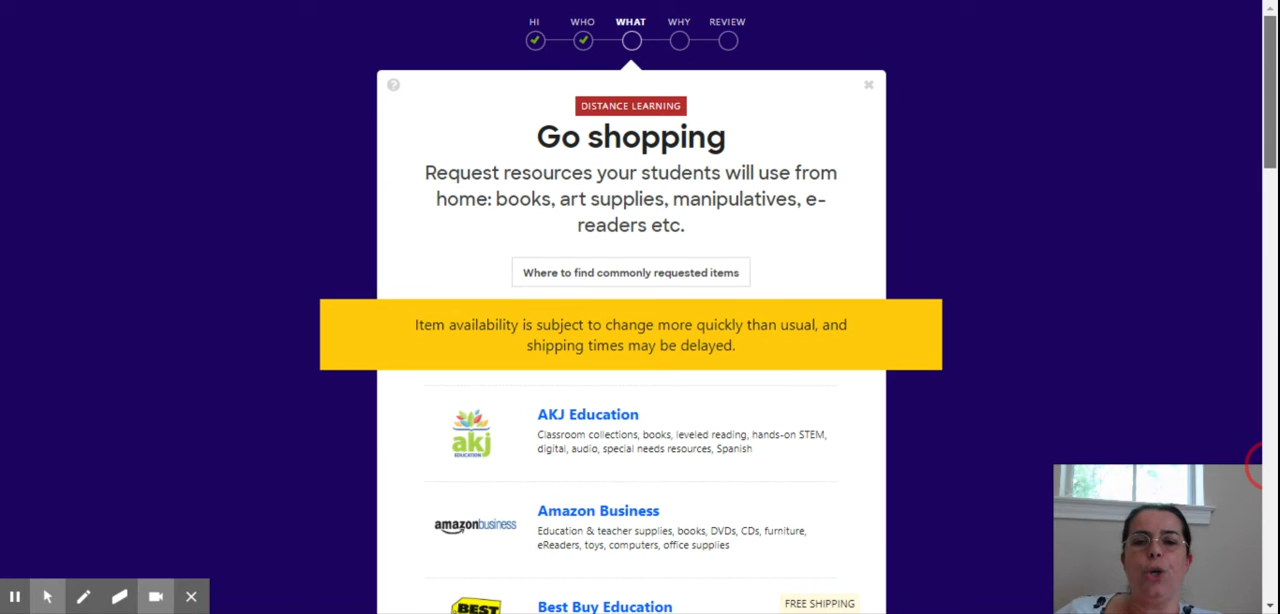 HI WHO WHAT WHY REVIEW
DISTANCE LEARNING
Go shopping
Request resources your students will use from
home: books, art supplies, manipulatives, e-
readers etc.
Where to find commonly requested items
Item availability is subject to change more quickly than usual, and
shipping times may be delayed.
akj
EDUCATION
AKJ Education
Classroom collections, books, leveled reading, hands-on STEM,
digital, audio, special needs resources, Spanish
amazonbusiness
Amazon Business
Education & teacher supplies, books, DVDs, CDs, furniture,
eReaders, toys, computers, office supplies
BEST
Best Buy Education
FREE SHIPPING